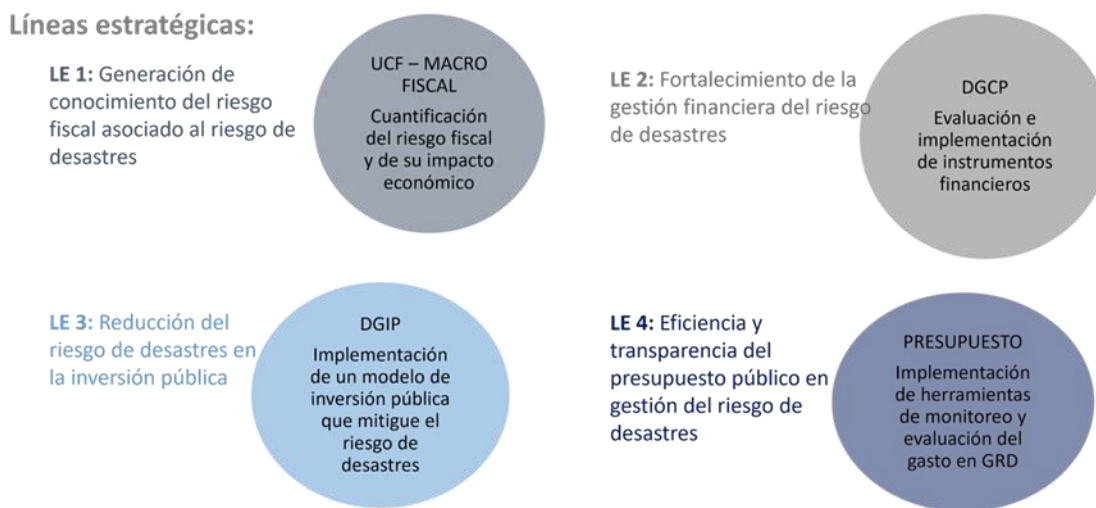 Líneas estratégicas:
LE 1: Generación de
conocimiento del riesgo
fiscal asociado al riesgo de
desastres
UCF – MACRO
FISCAL
Cuantificación
del riesgo fiscal
y de su impacto
económico
LE 2: Fortalecimiento de la
gestión financiera del riesgo
de desastres
DGCP
Evaluación e
implementación
de instrumentos
financieros
LE 3: Reducción del
riesgo de desastres en
la inversión pública
DGIP
Implementación
de un modelo de
inversión pública
que mitigue el
riesgo de
desastres
LE 4: Eficiencia y
transparencia del
presupuesto público en
gestión del riesgo de
desastres
PRESUPUESTO
Implementación
de herramientas
de monitoreo y
evaluación del
gasto en GRD